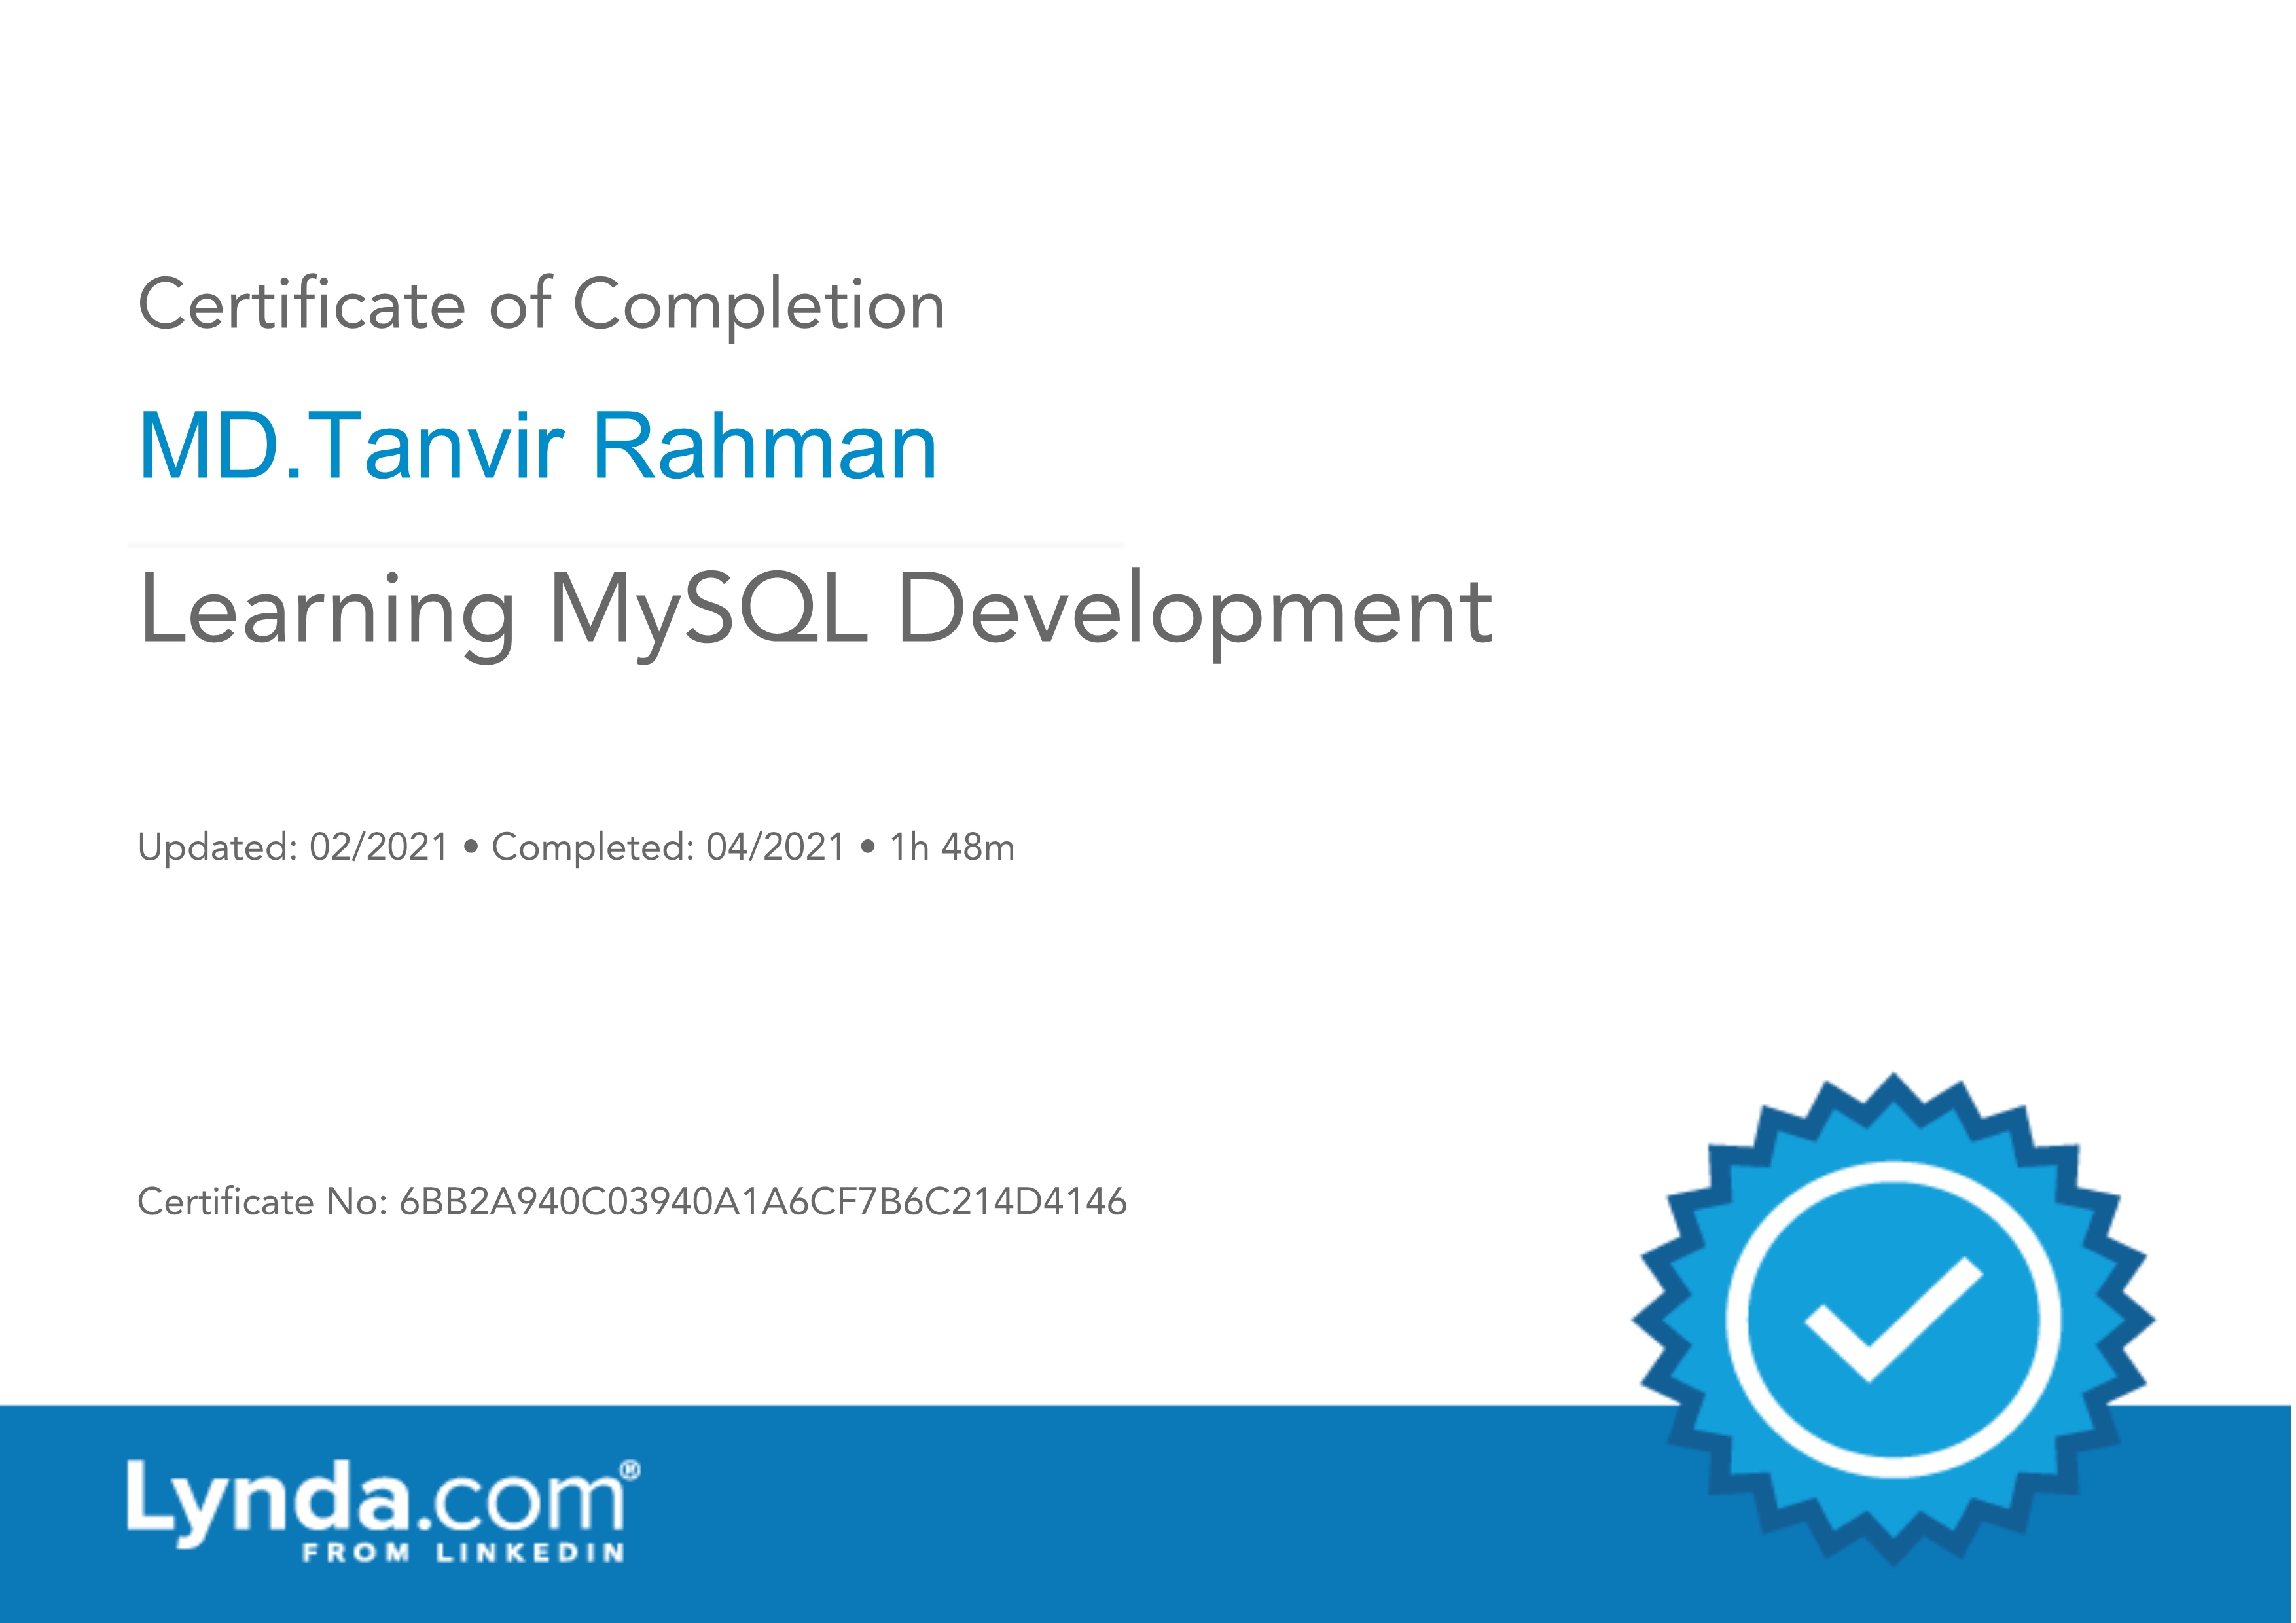 Certificate of Completion
MD.Tanvir Rahman
Learning MySQL Development
Updated: 02/2021 • Completed: 04/2021 • 1h 48m
Certificate No: 6BB2A940C03940A1A6CF7B6C214D4146
Lynda.com®
FROM LINKEDIN